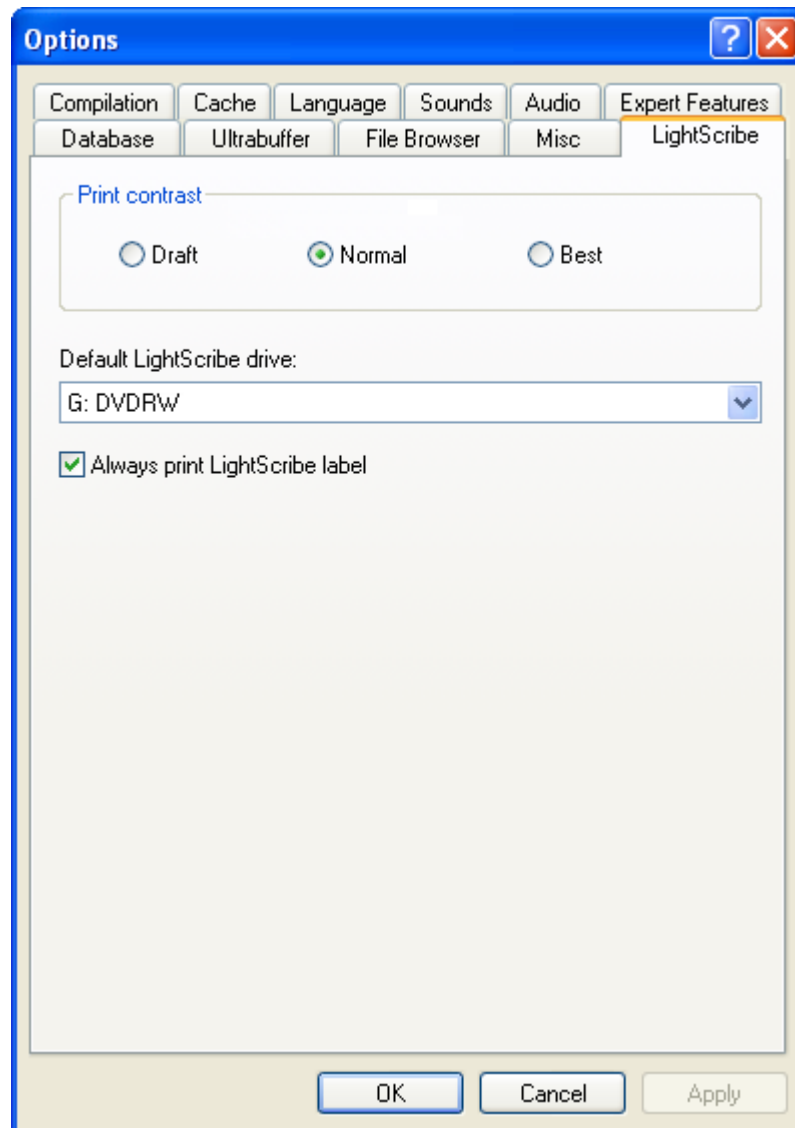 Options
Compilation Cache Language Sounds Audio Expert Features
Database Ultrabuffer File Browser Misc LightScribe
Print contrast
Draft Normal Best
Default LightScribe drive:
G: DVDRW
Always print LightScribe label
OK Cancel Apply